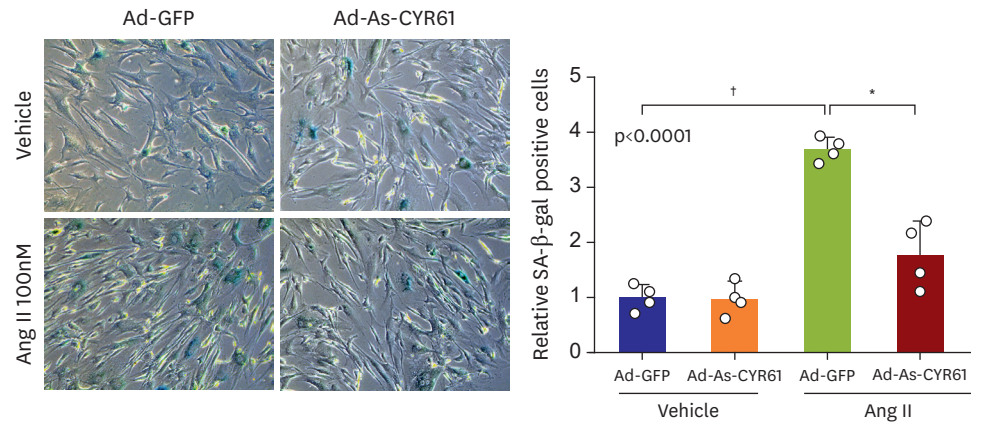 Ad-GFP Ad-As-CYR61
Vehicle
Ang II 100nM
Relative SA-β-gal positive cells
5
4
3
2
1
0
† *
p<0.0001
Ad-GFP Ad-As-CYR61 Ad-GFP Ad-As-CYR61
Vehicle Ang II